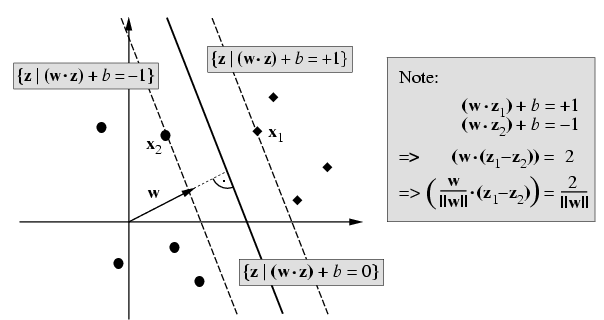 {z | (w · z) + b = −1}
{z | (w · z) + b = +1}
x₂
x₁
w
{z | (w · z) + b = 0}
Note:
(w · z₁) + b = +1
(w · z₂) + b = −1
=> (w · (z₁−z₂)) = 2
=> (w/||w|| · (z₁−z₂)) = 2/||w||